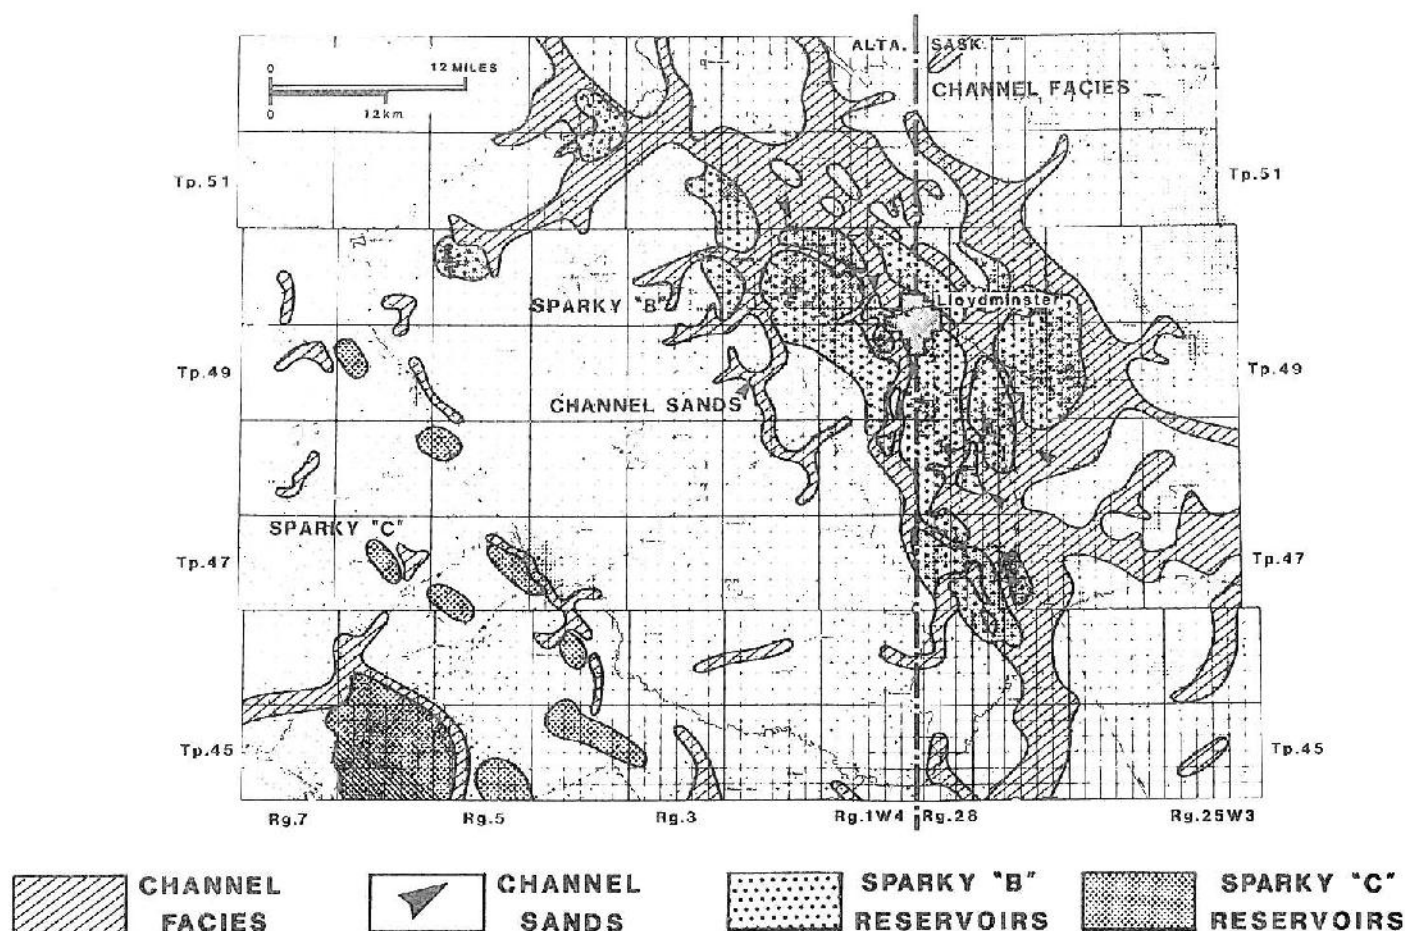 ALTA. SASK.
0 12 MILES
0 12km
CHANNEL FACIES
Tp.51 Tp.51
SPARKY "B"
Lloydminster
Tp.49 Tp.49
CHANNEL SANDS
SPARKY "C"
Tp.47 Tp.47
Tp.45 Tp.45
Rg.7 Rg.5 Rg.3 Rg.1W4 Rg.28 Rg.25W3
CHANNEL FACIES
CHANNEL SANDS
SPARKY "B" RESERVOIRS
SPARKY "C" RESERVOIRS